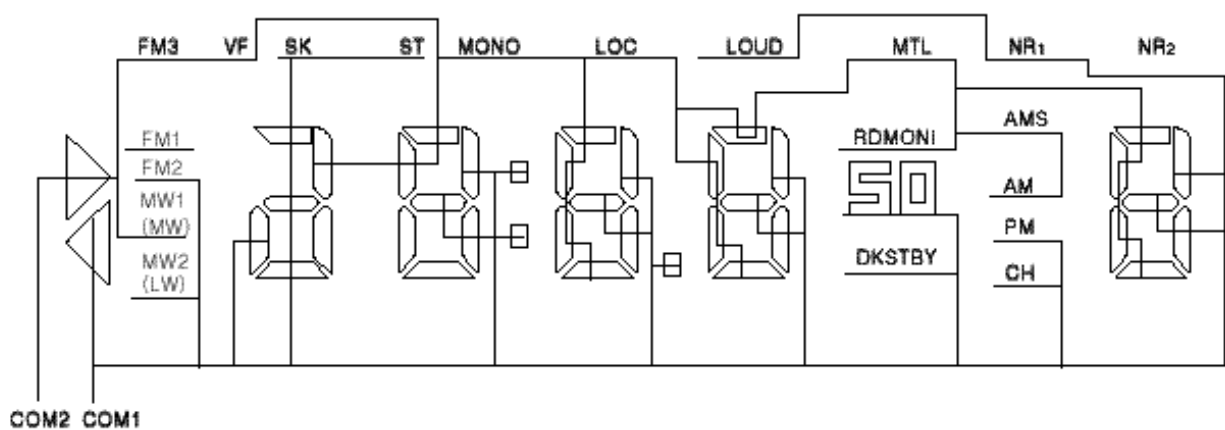 FM3 VF SK ST MONO LOC LOUD MTL NR1 NR2
FM1
FM2
MW1
(MW)
MW2
(LW)
RDMONi
AMS
50
AM
PM
DKSTBY
CH
COM2 COM1